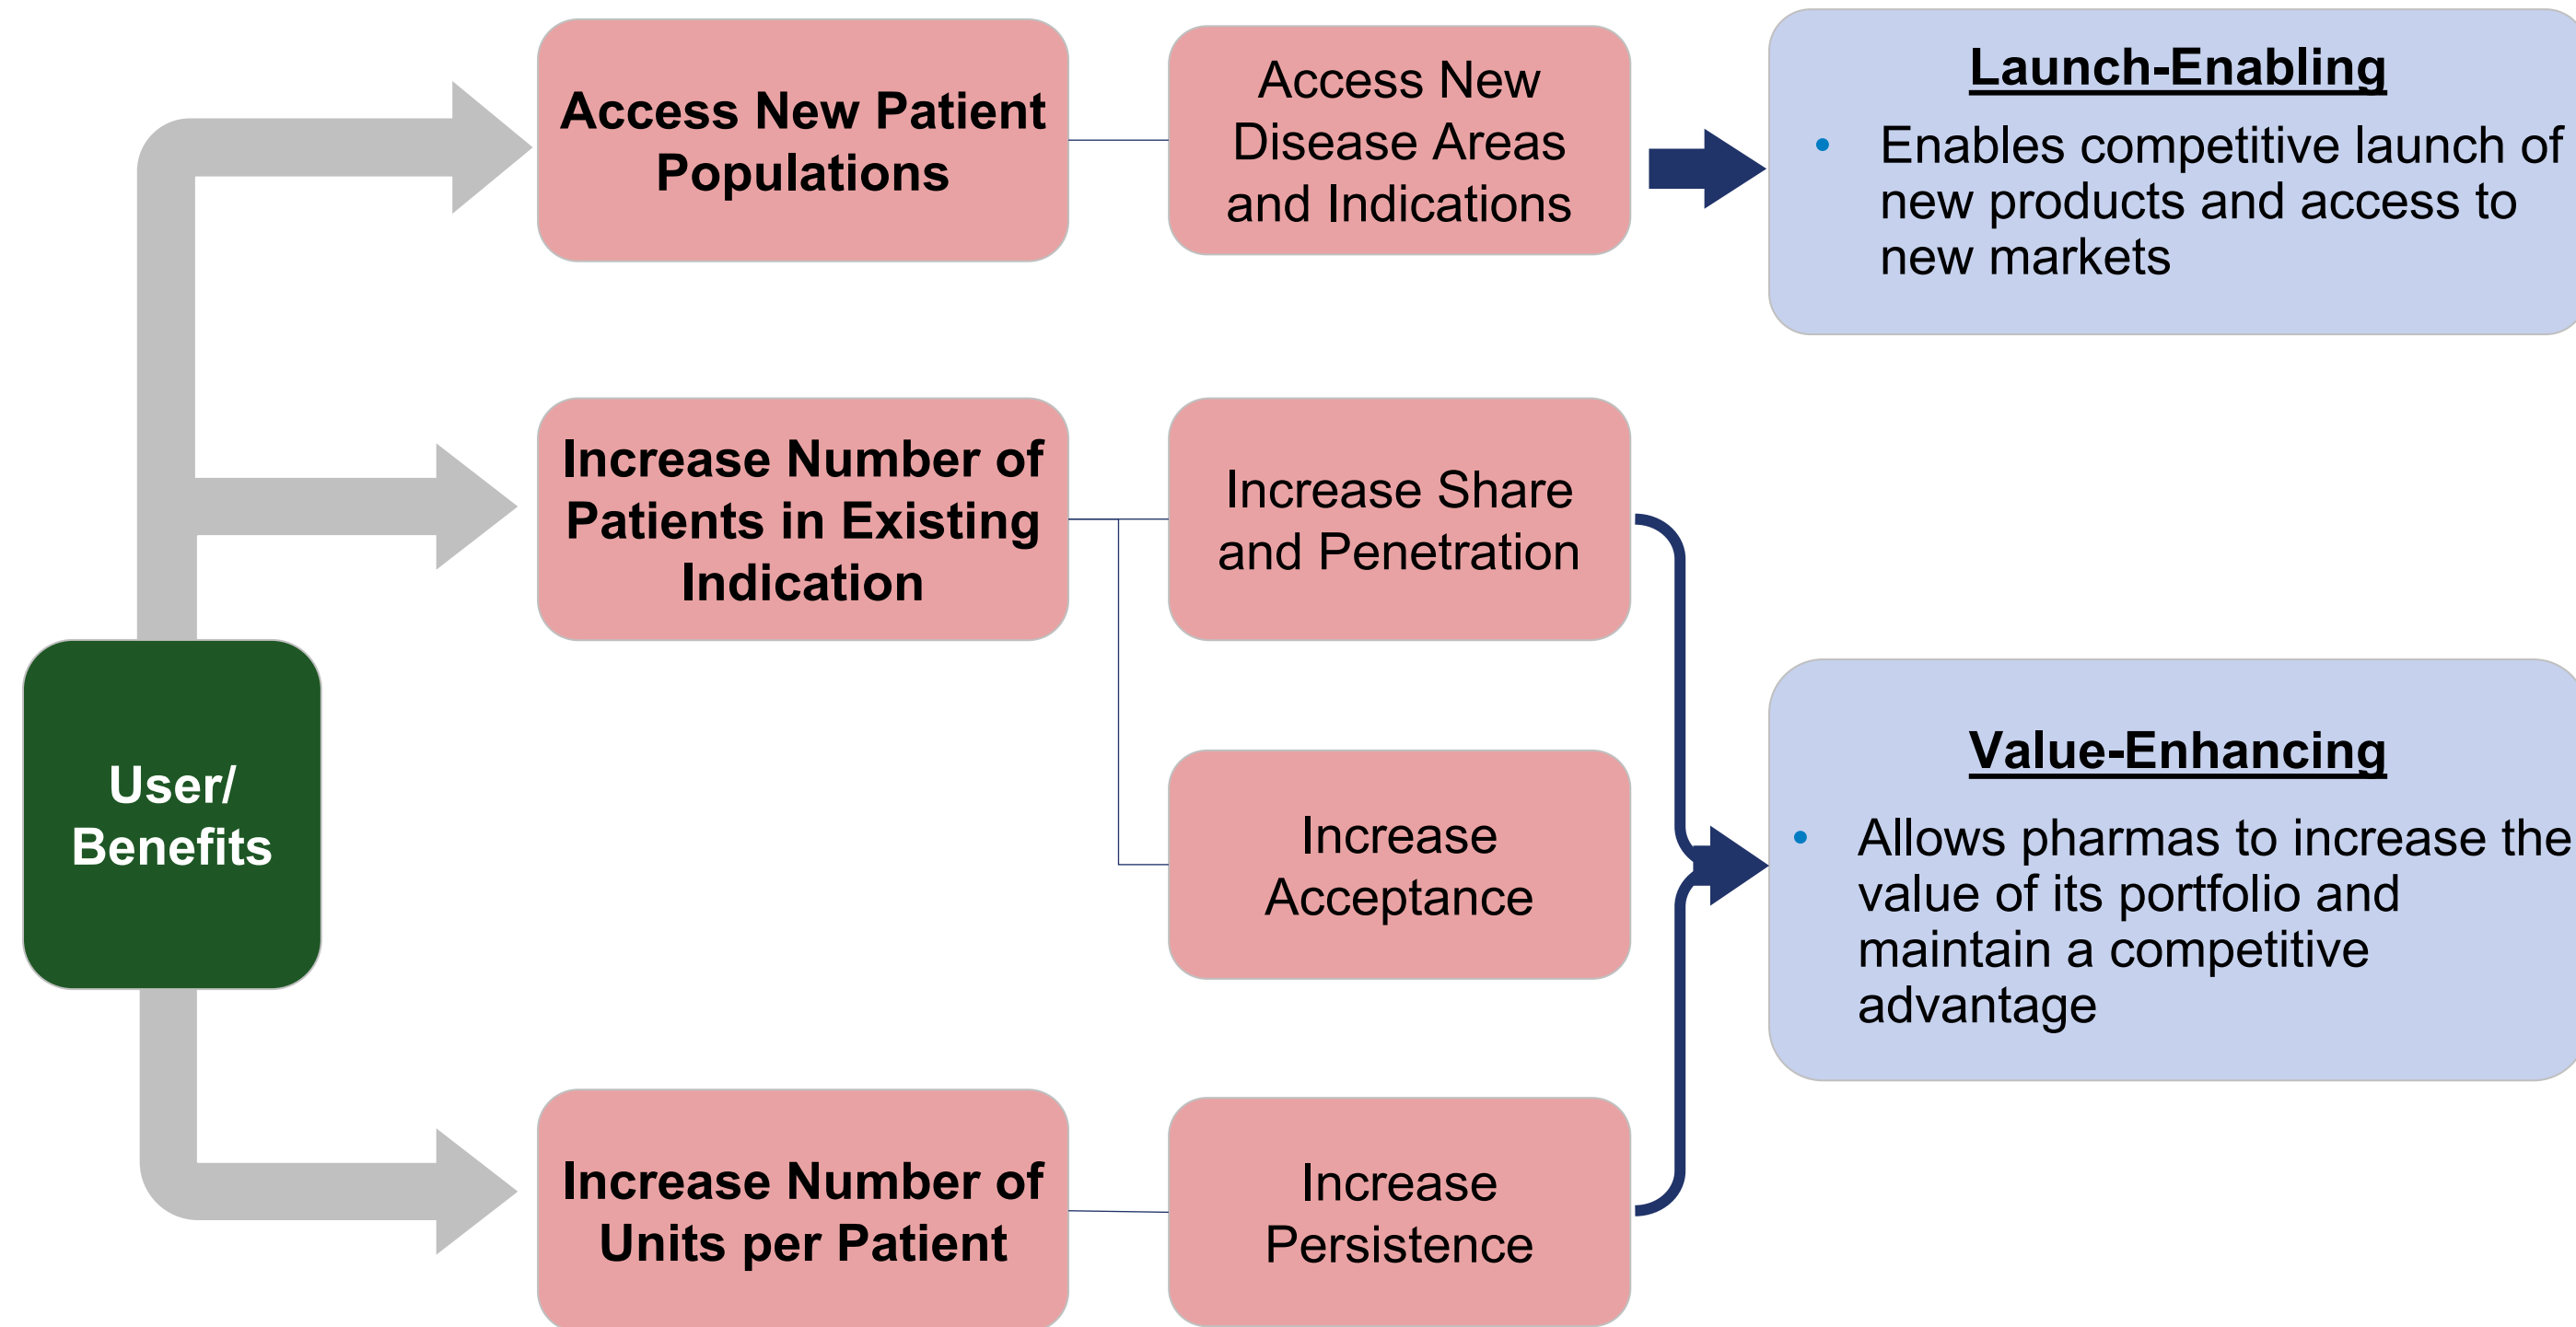 Access New Patient
Populations
Access New
Disease Areas
and Indications
Launch-Enabling
• Enables competitive launch of
new products and access to
new markets
Increase Number of
Patients in Existing
Indication
Increase Share
and Penetration
User/
Benefits
Increase
Acceptance
Value-Enhancing
• Allows pharmas to increase the
value of its portfolio and
maintain a competitive
advantage
Increase Number of
Units per Patient
Increase
Persistence